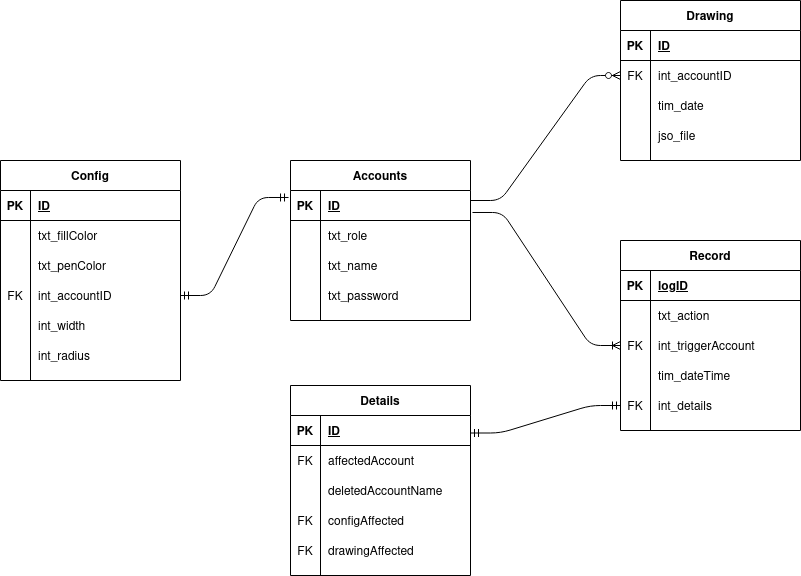 Drawing
PK ID
FK int_accountID
tim_date
jso_file
Config
PK ID
txt_fillColor
txt_penColor
FK int_accountID
int_width
int_radius
Accounts
PK ID
txt_role
txt_name
txt_password
Record
PK logID
txt_action
FK int_triggerAccount
tim_dateTime
FK int_details
Details
PK ID
FK affectedAccount
deletedAccountName
FK configAffected
FK drawingAffected